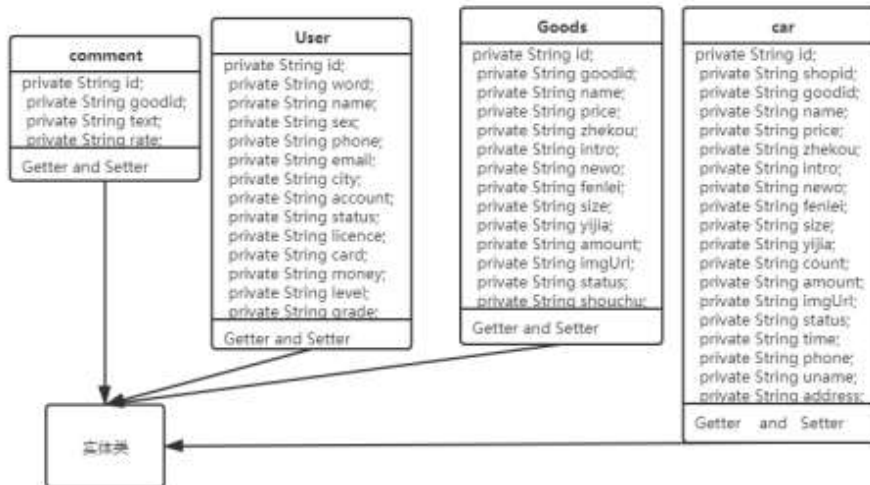 comment
private String id;
private String goodid;
private String text;
private String rate;
Getter and Setter
User
private String id;
private String word;
private String name;
private String sex;
private String phone;
private String email;
private String city;
private String account;
private String status;
private String licence;
private String card;
private String money;
private String level;
private String grade;
Getter and Setter
Goods
private String id;
private String goodid;
private String name;
private String price;
private String zhekou;
private String intro;
private String newo;
private String fenlei;
private String size;
private String yijia;
private String amount;
private String imgUrl;
private String status;
private String shouchu;
Getter and Setter
car
private String id;
private String shopid;
private String goodid;
private String name;
private String price;
private String zhekou;
private String intro;
private String newo;
private String fenlei;
private String size;
private String yijia;
private String count;
private String amount;
private String imgUrl;
private String status;
private String time;
private String phone;
private String uname;
private String address;
Getter and Setter
实体类